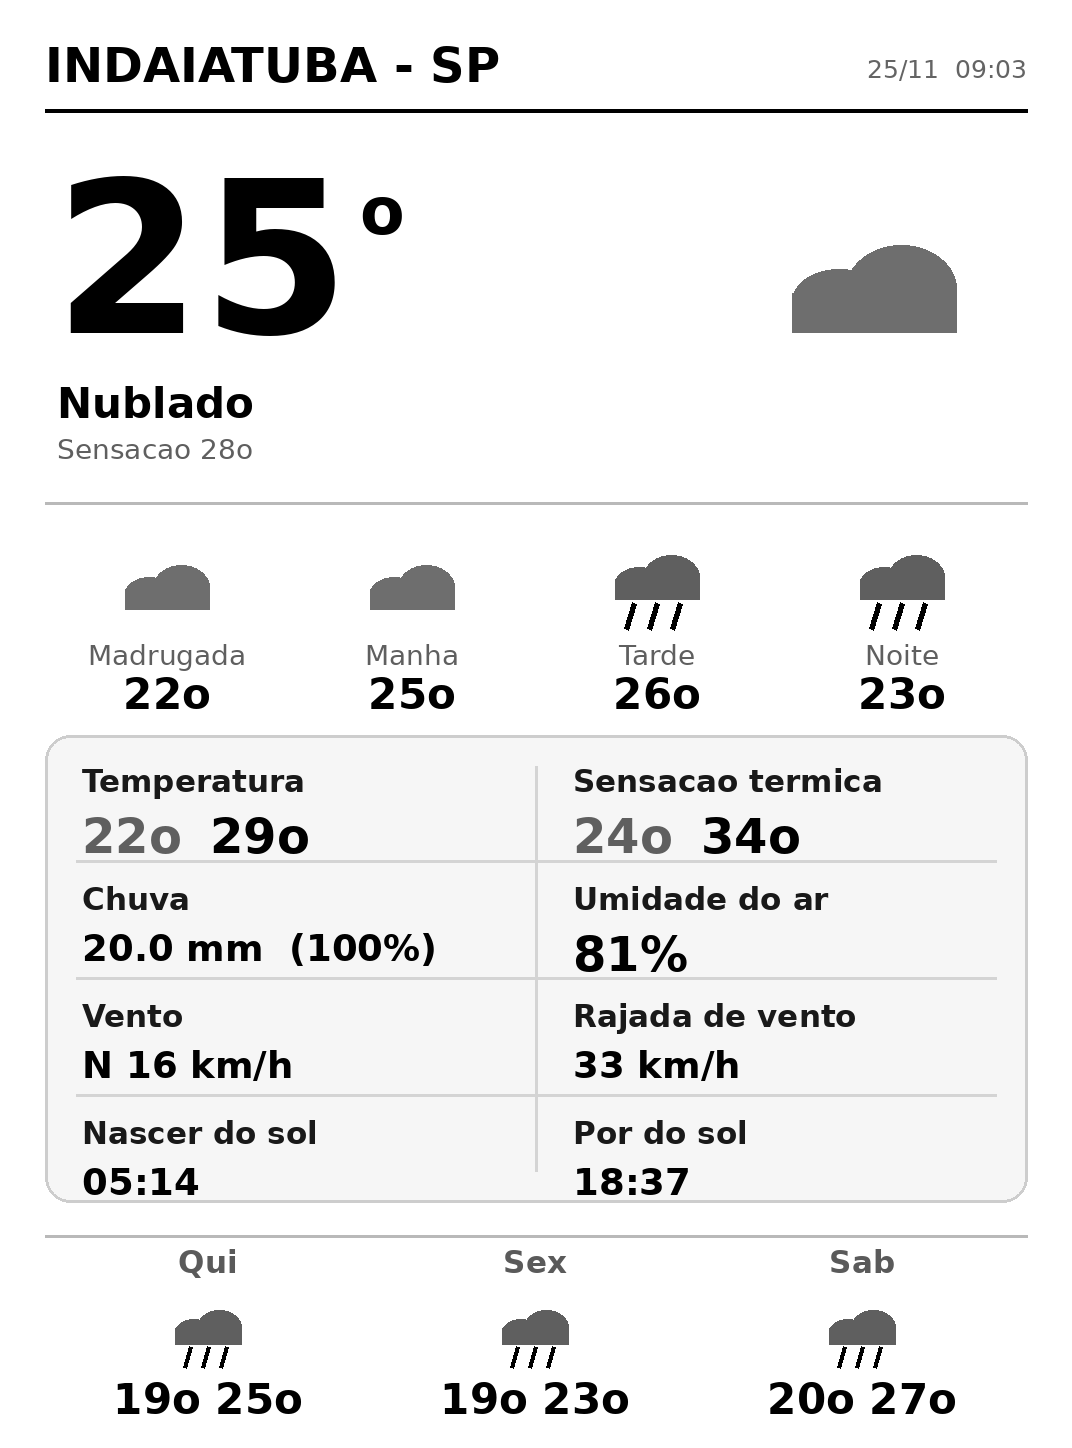 INDAIATUBA - SP 25/11 09:03
25o
Nublado
Sensacao 28o
Madrugada Manha Tarde Noite
22o 25o 26o 23o
Temperatura Sensacao termica
22o 29o 24o 34o
Chuva Umidade do ar
20.0 mm (100%) 81%
Vento Rajada de vento
N 16 km/h 33 km/h
Nascer do sol Por do sol
05:14 18:37
Qui Sex Sab
19o 25o 19o 23o 20o 27o